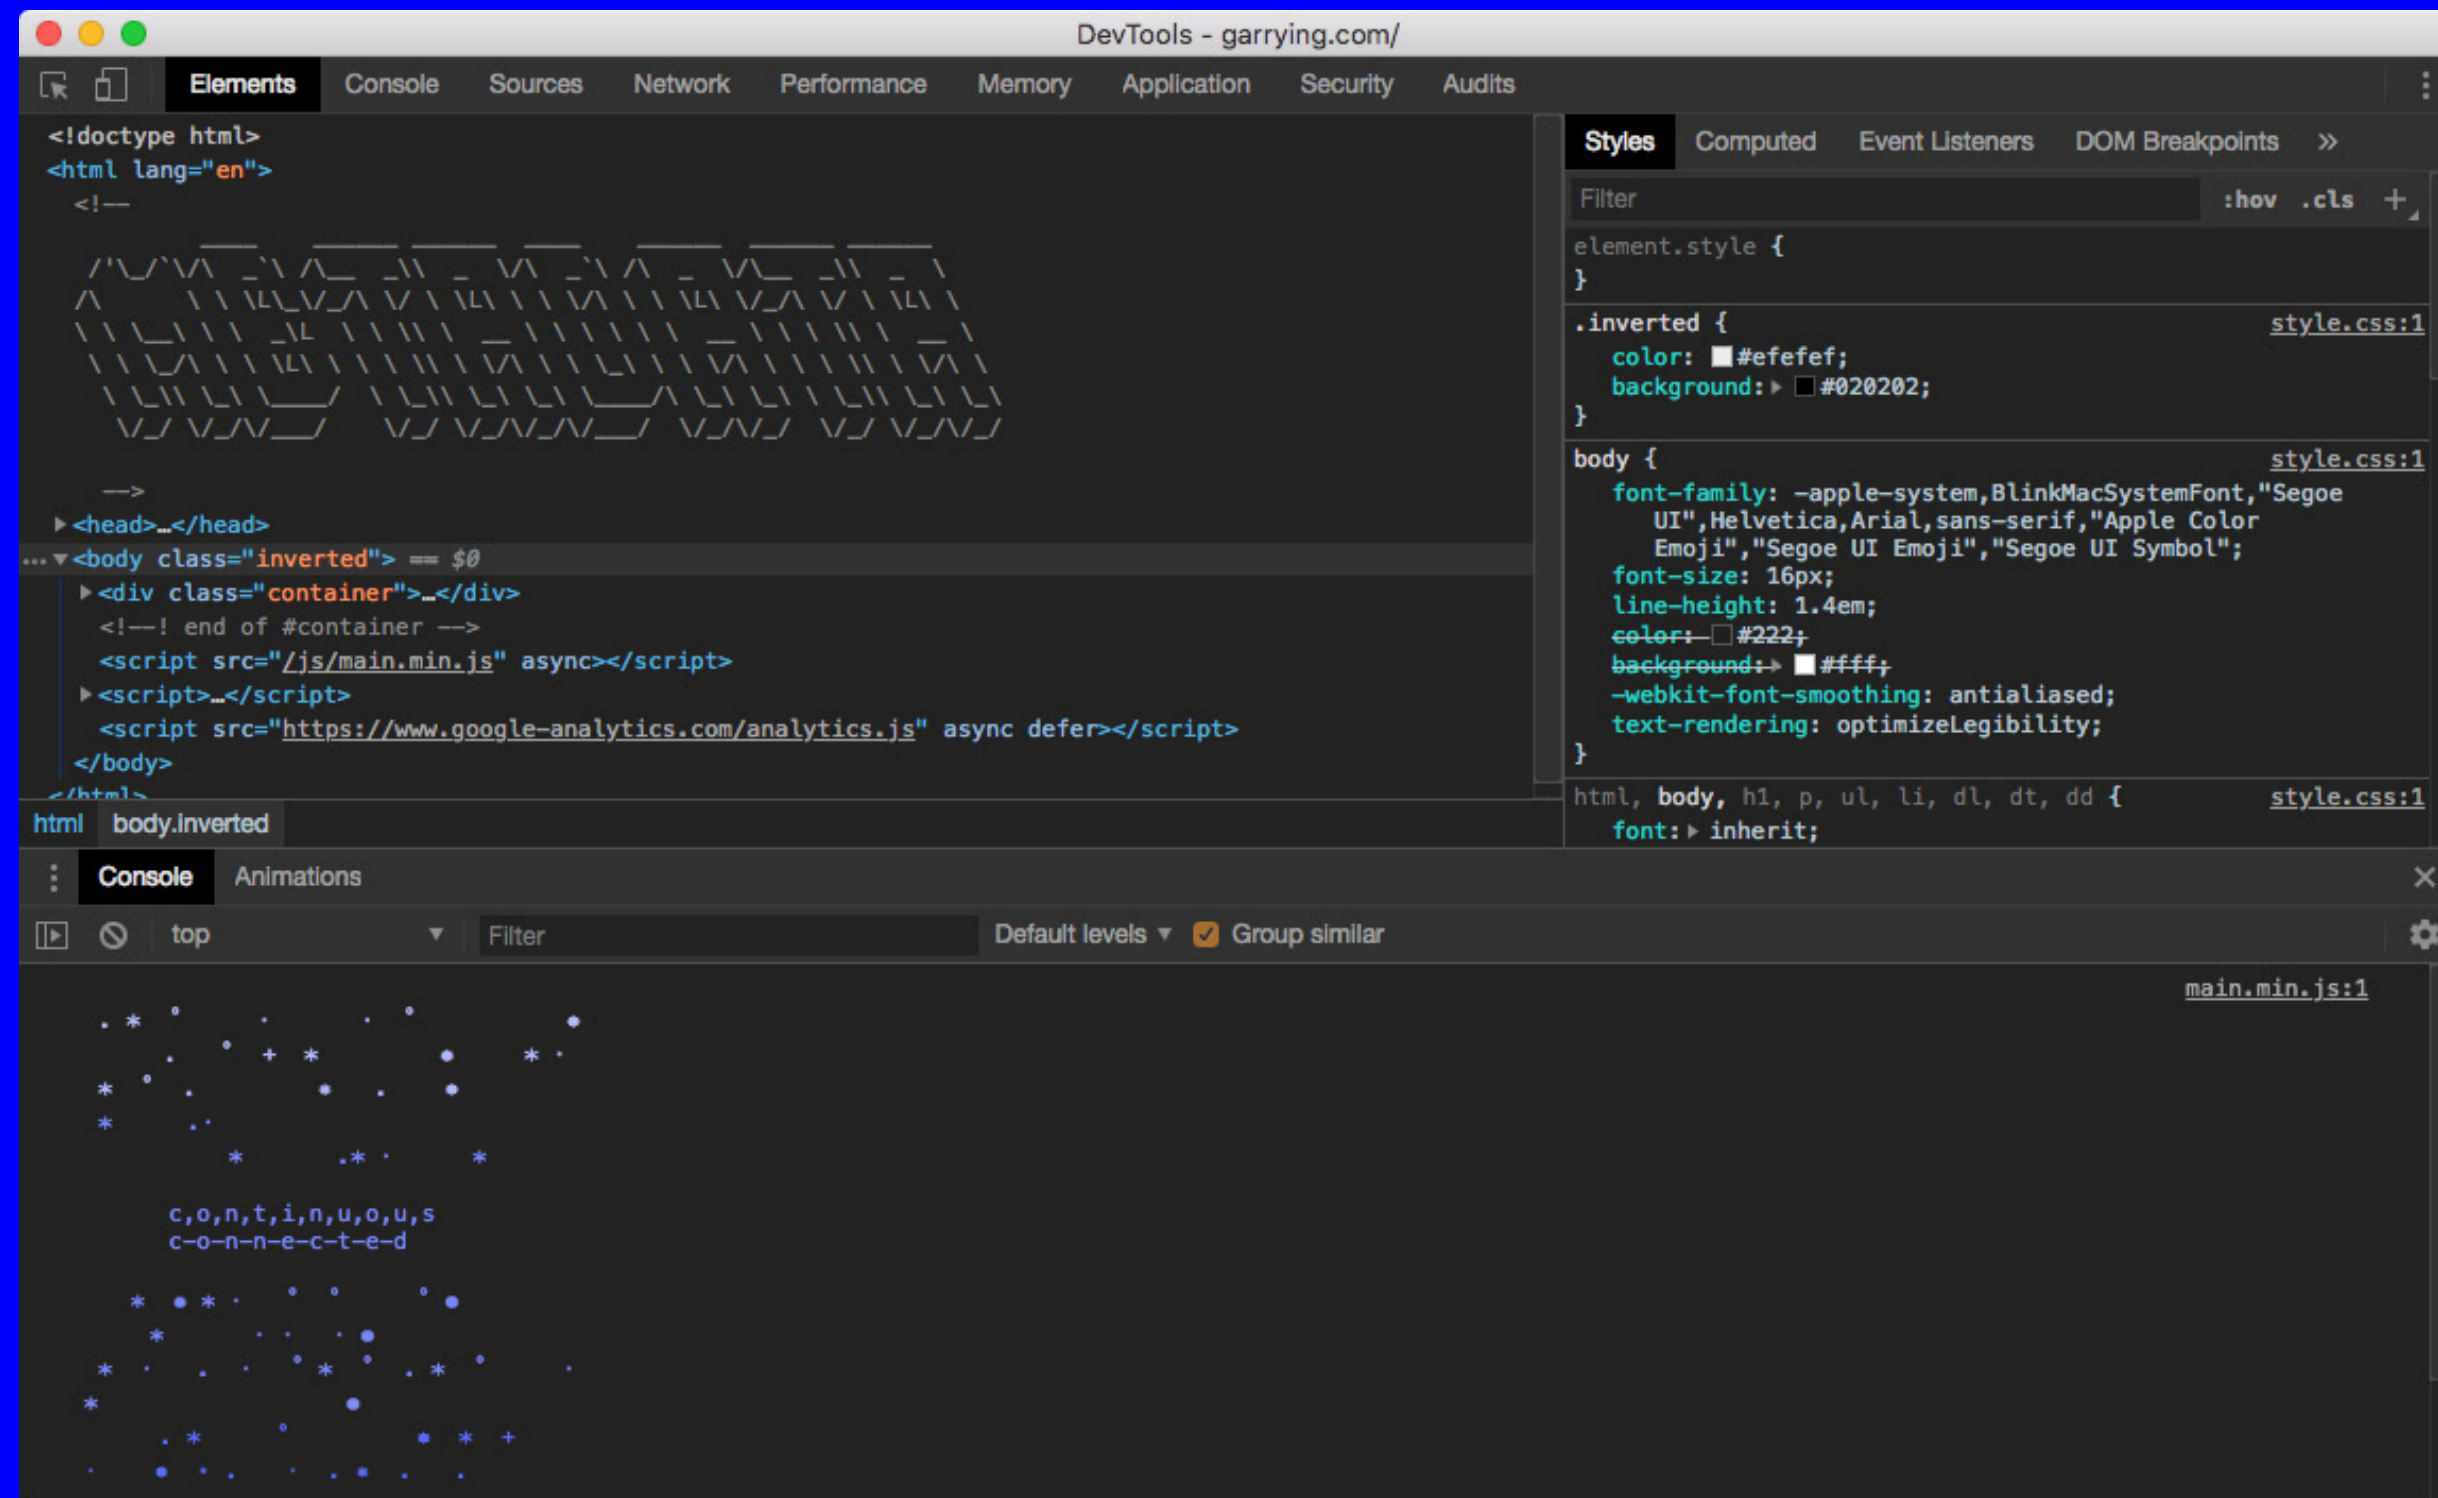 DevTools - garrying.com/
Elements Console Sources Network Performance Memory Application Security Audits
<!doctype html>
<html lang="en">
<!--
-->
<head>…</head>
<body class="inverted"> == $0
<div class="container">…</div>
<!--! end of #container -->
<script src="/js/main.min.js" async></script>
<script>…</script>
<script src="https://www.google-analytics.com/analytics.js" async defer></script>
</body>
</html>
html body.inverted
Styles Computed Event Listeners DOM Breakpoints »
Filter :hov .cls +
element.style {
}
.inverted { style.css:1
color: #efefef;
background: #020202;
}
body { style.css:1
font-family: -apple-system,BlinkMacSystemFont,"Segoe
UI",Helvetica,Arial,sans-serif,"Apple Color
Emoji","Segoe UI Emoji","Segoe UI Symbol";
font-size: 16px;
line-height: 1.4em;
color: #222;
background: #fff;
-webkit-font-smoothing: antialiased;
text-rendering: optimizeLegibility;
}
html, body, h1, p, ul, li, dl, dt, dd { style.css:1
font: inherit;
Console Animations
top Filter Default levels Group similar
main.min.js:1
c,o,n,t,i,n,u,o,u,s
c-o-n-n-e-c-t-e-d